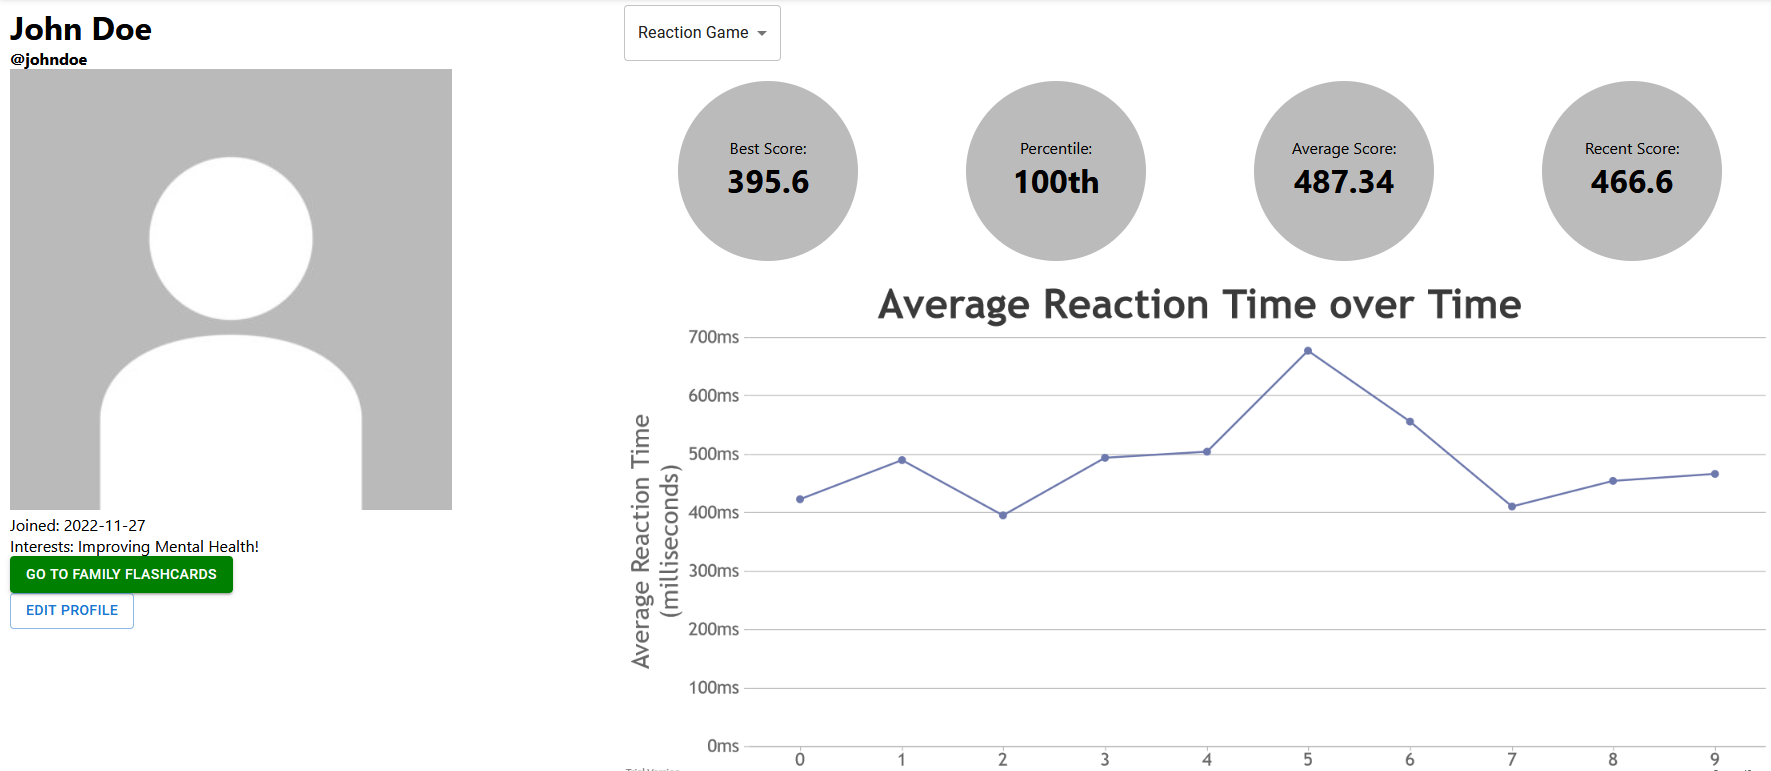 John Doe
@johndoe
Joined: 2022-11-27
Interests: Improving Mental Health!
GO TO FAMILY FLASHCARDS
EDIT PROFILE
Reaction Game
Best Score:
395.6
Percentile:
100th
Average Score:
487.34
Recent Score:
466.6
Average Reaction Time over Time
Average Reaction Time
(milliseconds)
700ms
600ms
500ms
400ms
300ms
200ms
100ms
0ms
0 1 2 3 4 5 6 7 8 9